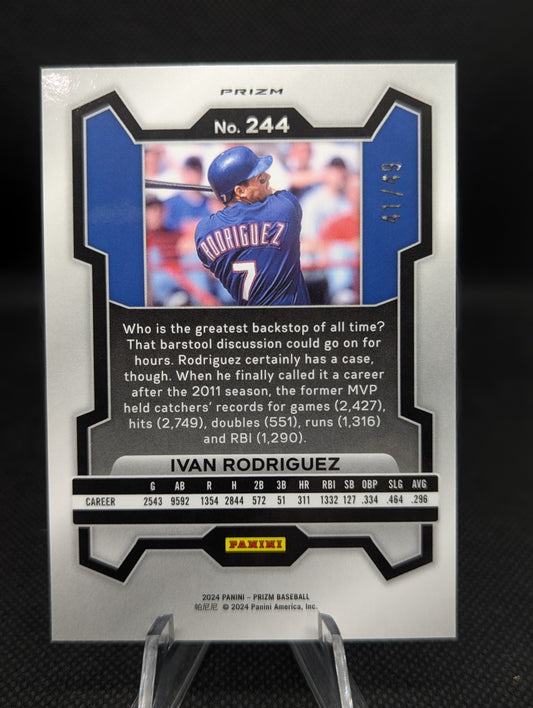 PRIZM
No. 244
41/69
RODRIGUEZ
7
Who is the greatest backstop of all time?
That barstool discussion could go on for
hours. Rodriguez certainly has a case,
though. When he finally called it a career
after the 2011 season, the former MVP
held catchers' records for games (2,427),
hits (2,749), doubles (551), runs (1,316)
and RBI (1,290).
IVAN RODRIGUEZ
G AB R H 2B 3B HR RBI SB OBP SLG AVG
CAREER 2543 9592 1354 2844 572 51 311 1332 127 .334 .464 .296
PANINI
2024 PANINI – PRIZM BASEBALL
帕尼尼 © 2024 Panini America, Inc.